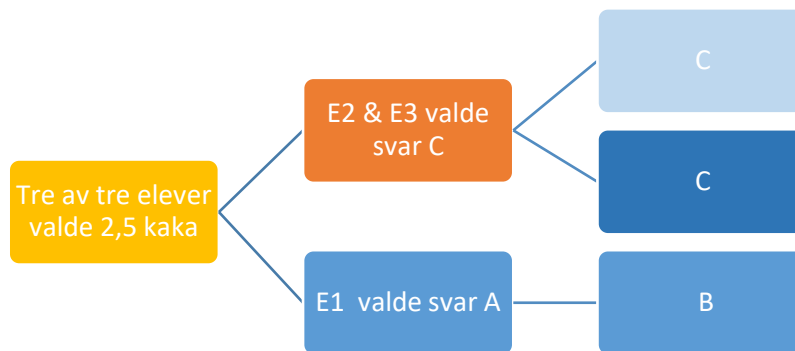 Tre av tre elever
valde 2,5 kaka
E2 & E3 valde
svar C
C
C
E1 valde svar A
B